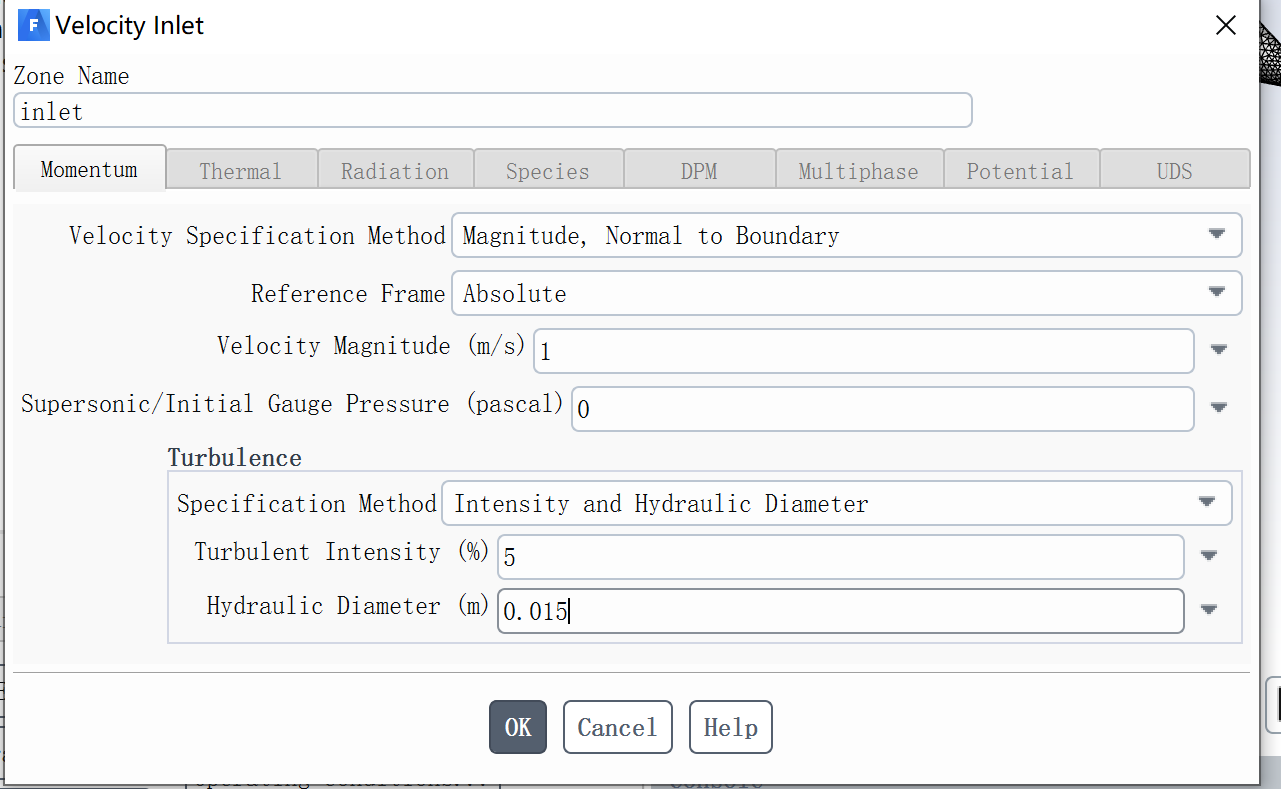 F Velocity Inlet
Zone Name
inlet
Momentum Thermal Radiation Species DPM Multiphase Potential UDS
Velocity Specification Method Magnitude, Normal to Boundary
Reference Frame Absolute
Velocity Magnitude (m/s) 1
Supersonic/Initial Gauge Pressure (pascal) 0
Turbulence
Specification Method Intensity and Hydraulic Diameter
Turbulent Intensity (%) 5
Hydraulic Diameter (m) 0.015
OK Cancel Help